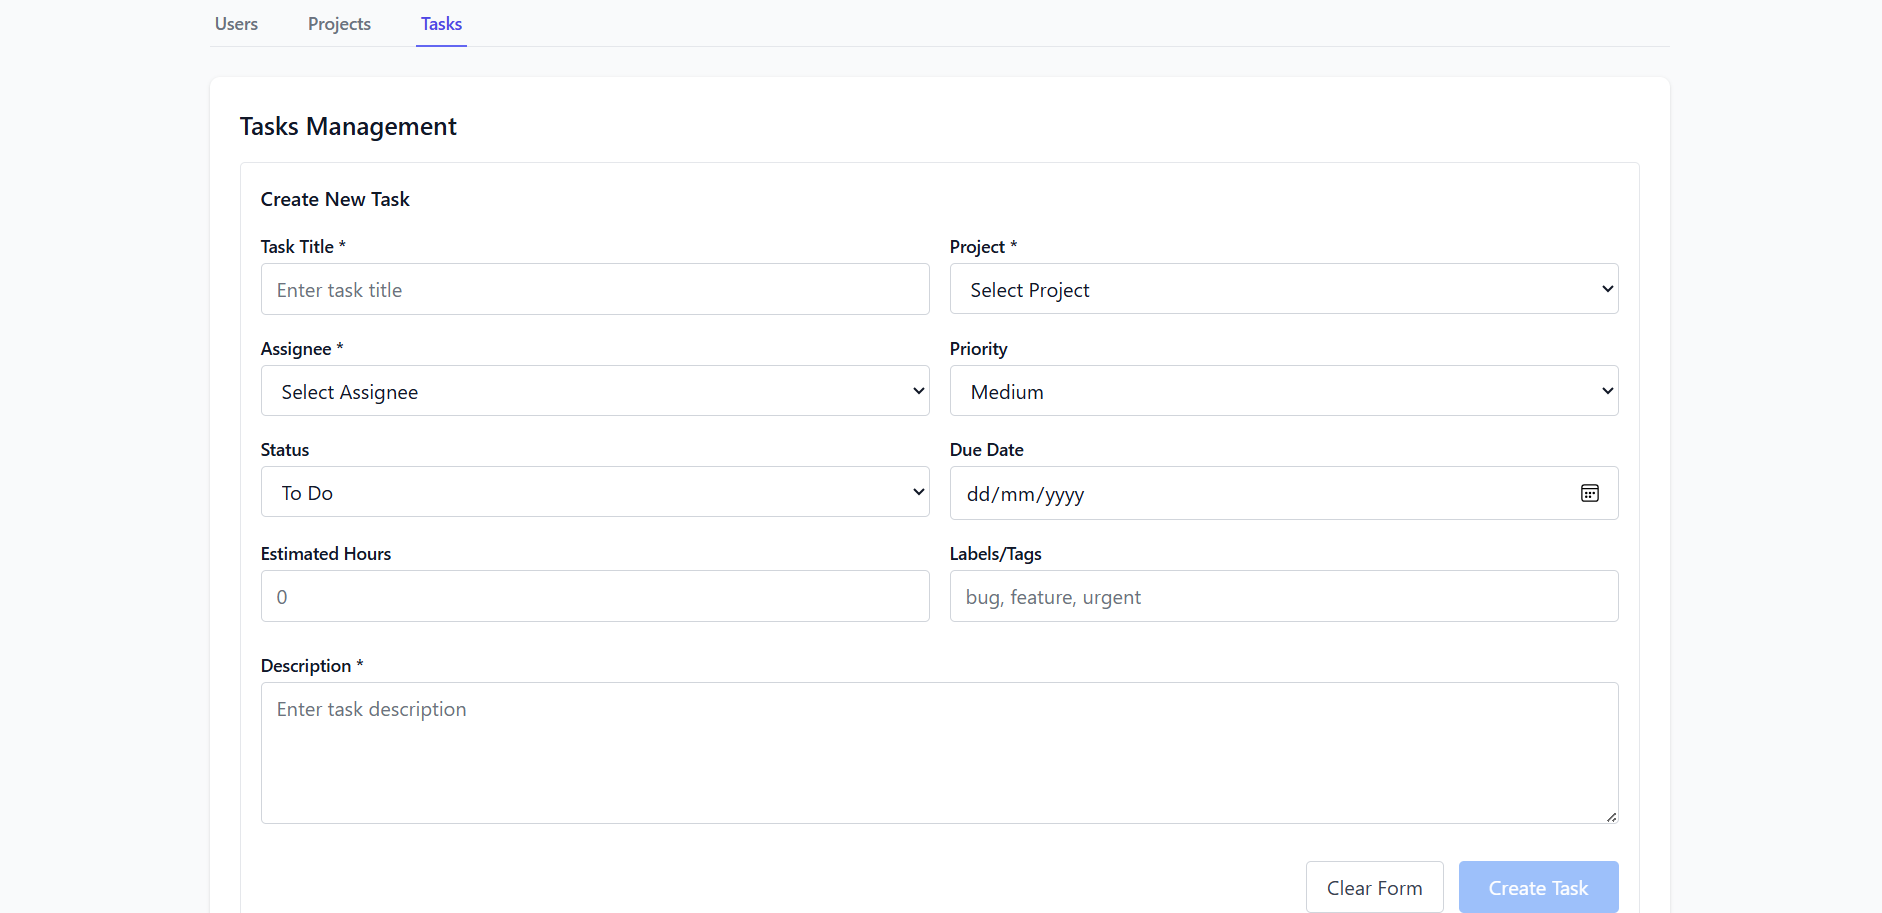 Users Projects Tasks
Tasks Management
Create New Task
Task Title * Project *
Enter task title Select Project
Assignee * Priority
Select Assignee Medium
Status Due Date
To Do dd/mm/yyyy
Estimated Hours Labels/Tags
0 bug, feature, urgent
Description *
Enter task description
Clear Form Create Task